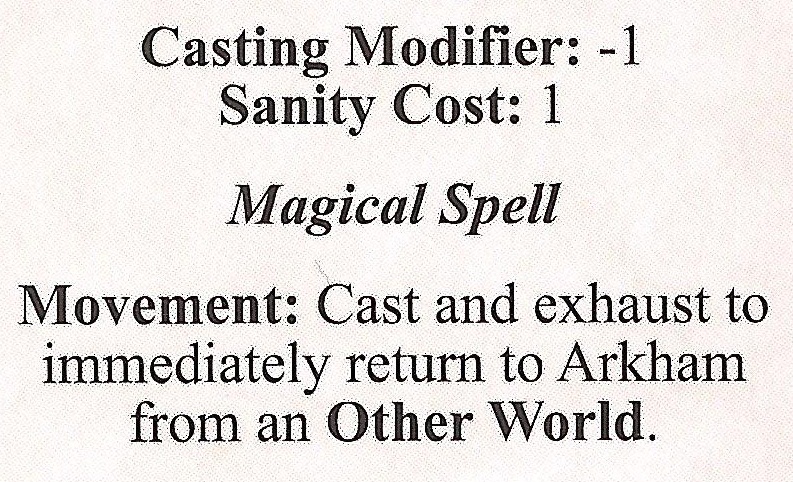 Casting Modifier: -1
Sanity Cost: 1
Magical Spell
Movement: Cast and exhaust to
immediately return to Arkham
from an Other World.